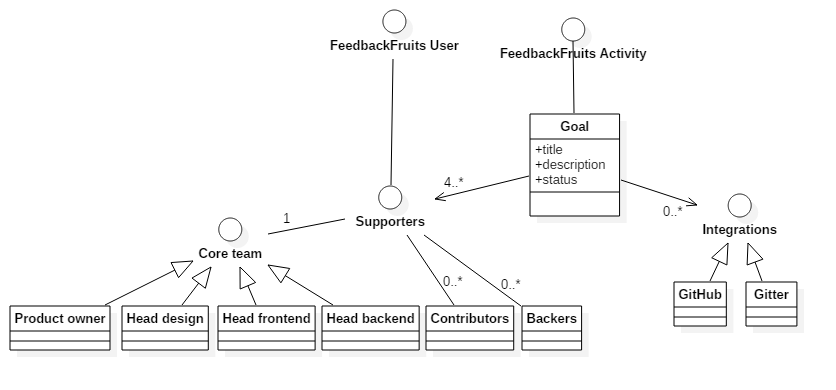 FeedbackFruits User
FeedbackFruits Activity
Goal
+title
+description
+status
4..*
0..*
Supporters
Integrations
1
Core team
0..*
0..*
GitHub
Gitter
Product owner
Head design
Head frontend
Head backend
Contributors
Backers